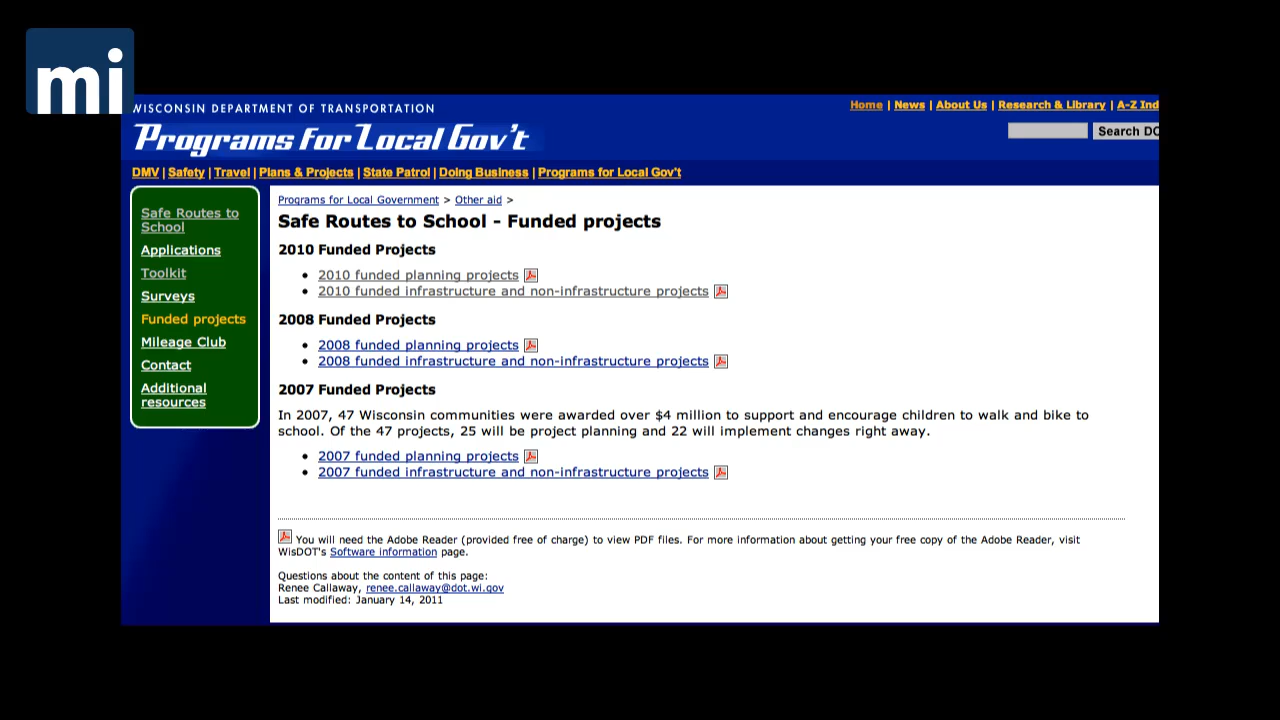 mi
WISCONSIN DEPARTMENT OF TRANSPORTATION
Home | News | About Us | Research & Library | A-Z Ind
Programs for Local Gov't
Search DO
DMV | Safety | Travel | Plans & Projects | State Patrol | Doing Business | Programs for Local Gov't
Safe Routes to
School
Applications
Toolkit
Surveys
Funded projects
Mileage Club
Contact
Additional
resources
Programs for Local Government > Other aid >
Safe Routes to School - Funded projects
2010 Funded Projects
• 2010 funded planning projects
• 2010 funded infrastructure and non-infrastructure projects
2008 Funded Projects
• 2008 funded planning projects
• 2008 funded infrastructure and non-infrastructure projects
2007 Funded Projects
In 2007, 47 Wisconsin communities were awarded over $4 million to support and encourage children to walk and bike to
school. Of the 47 projects, 25 will be project planning and 22 will implement changes right away.
• 2007 funded planning projects
• 2007 funded infrastructure and non-infrastructure projects
You will need the Adobe Reader (provided free of charge) to view PDF files. For more information about getting your free copy of the Adobe Reader, visit
WisDOT's Software information page.
Questions about the content of this page:
Renee Callaway, renee.callaway@dot.wi.gov
Last modified: January 14, 2011